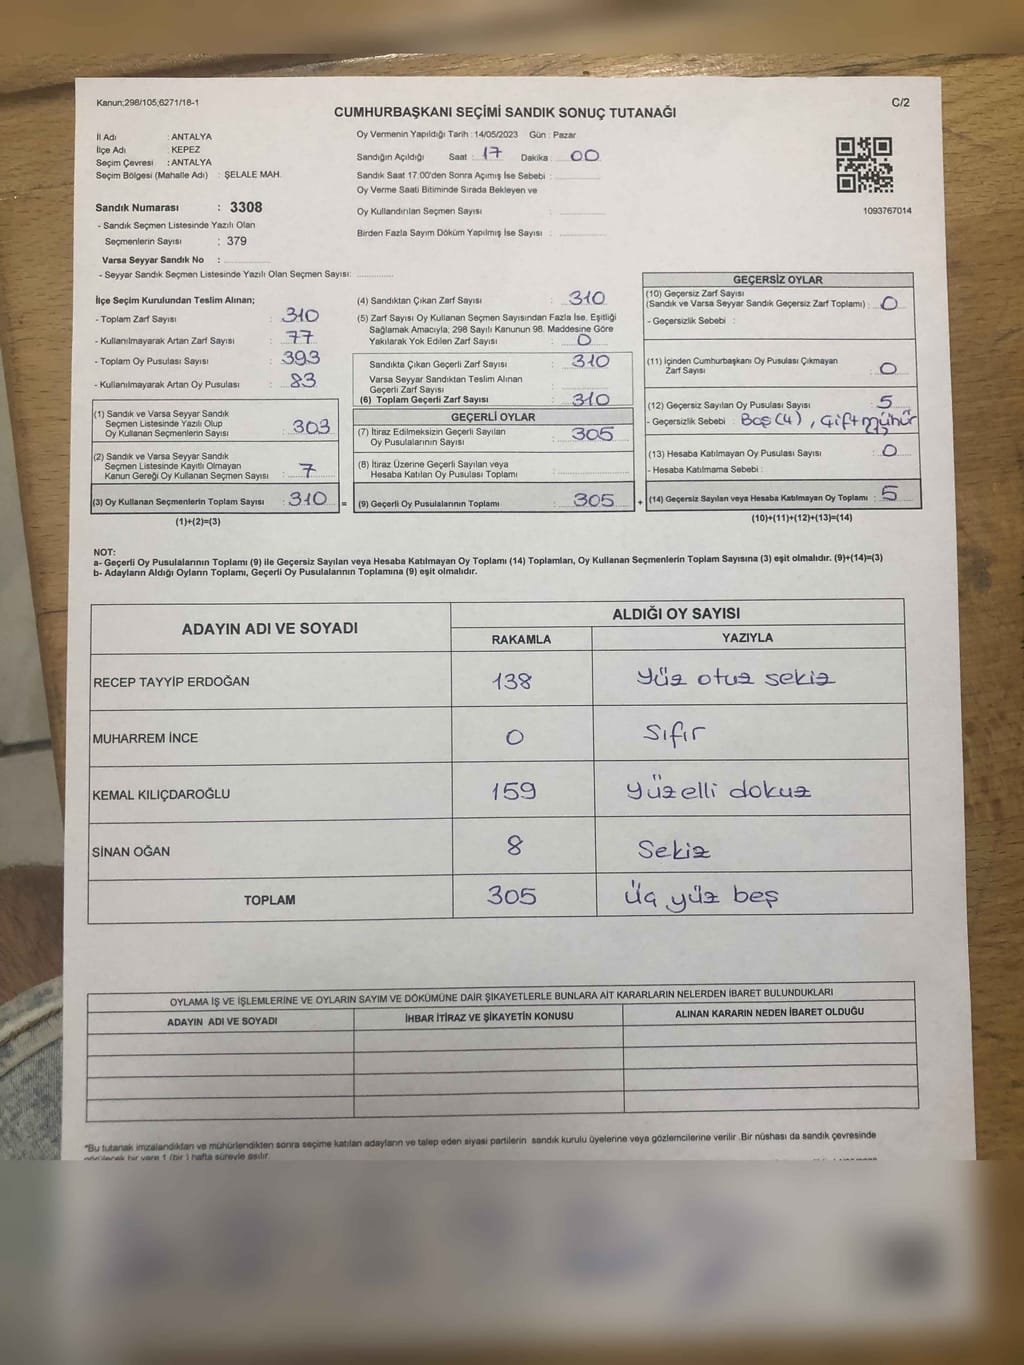 Kanun;298/105,6271/18-1
C/2
CUMHURBAŞKANI SEÇİMİ SANDIK SONUÇ TUTANAĞI
İl Adı : ANTALYA
İlçe Adı : KEPEZ
Seçim Çevresi : ANTALYA
Seçim Bölgesi (Mahalle Adı) : ŞELALE MAH.
Sandık Numarası : 3308
- Sandık Seçmen Listesinde Yazılı Olan
Seçmenlerin Sayısı : 379
Varsa Seyyar Sandık No :
- Seyyar Sandık Seçmen Listesinde Yazılı Olan Seçmen Sayısı:
Oy Vermenin Yapıldığı Tarih : 14/05/2023 Gün : Pazar
Sandığın Açıldığı Saat : 17 Dakika : 00
Sandık Saat 17:00'den Sonra Açımış İse Sebebi :
Oy Verme Saati Bitiminde Sırada Bekleyen ve
Oy Kullandırılan Seçmen Sayısı :
Birden Fazla Sayım Döküm Yapılmış İse Sayısı :
1093767014
İlçe Seçim Kurulundan Teslim Alınan;
- Toplam Zarf Sayısı : 310
- Kullanılmayarak Artan Zarf Sayısı : 77
- Toplam Oy Pusulası Sayısı : 393
- Kullanılmayarak Artan Oy Pusulası : 83
(1) Sandık ve Varsa Seyyar Sandık
Seçmen Listesinde Yazılı Olup
Oy Kullanan Seçmenlerin Sayısı : 303
(2) Sandık ve Varsa Seyyar Sandık
Seçmen Listesinde Kayıtlı Olmayan
Kanun Gereği Oy Kullanan Seçmen Sayısı : 7
(3) Oy Kullanan Seçmenlerin Toplam Sayısı : 310 =
(1)+(2)=(3)
(4) Sandıktan Çıkan Zarf Sayısı : 310
(5) Zarf Sayısı Oy Kullanan Seçmen Sayısından Fazla İse, Eşitliği
Sağlamak Amacıyla; 298 Sayılı Kanunun 98. Maddesine Göre
Yakılarak Yok Edilen Zarf Sayısı : 0
Sandıkta Çıkan Geçerli Zarf Sayısı : 310
Varsa Seyyar Sandıktan Teslim Alınan
Geçerli Zarf Sayısı :
(6) Toplam Geçerli Zarf Sayısı : 310
GEÇERLİ OYLAR
(7) İtiraz Edilmeksizin Geçerli Sayılan
Oy Pusulalarının Sayısı : 305
(8) İtiraz Üzerine Geçerli Sayılan veya
Hesaba Katılan Oy Pusulası Toplamı :
(9) Geçerli Oy Pusulalarının Toplamı : 305 +
GEÇERSİZ OYLAR
(10) Geçersiz Zarf Sayısı
(Sandık ve Varsa Seyyar Sandık Geçersiz Zarf Toplamı) : 0
- Geçersizlik Sebebi :
(11) İçinden Cumhurbaşkanı Oy Pusulası Çıkmayan
Zarf Sayısı : 0
(12) Geçersiz Sayılan Oy Pusulası Sayısı : 5
- Geçersizlik Sebebi : Boş (4), Çift mühür
(13) Hesaba Katılmayan Oy Pusulası Sayısı : 0
- Hesaba Katılmama Sebebi :
(14) Geçersiz Sayılan veya Hesaba Katılmayan Oy Toplamı : 5
(10)+(11)+(12)+(13)=(14)
NOT:
a- Geçerli Oy Pusulalarının Toplamı (9) ile Geçersiz Sayılan veya Hesaba Katılmayan Oy Toplamı (14) Toplamları, Oy Kullanan Seçmenlerin Toplam Sayısına (3) eşit olmalıdır. (9)+(14)=(3)
b- Adayların Aldığı Oyların Toplamı, Geçerli Oy Pusulalarının Toplamına (9) eşit olmalıdır.
ADAYIN ADI VE SOYADI
ALDIĞI OY SAYISI
RAKAMLA YAZIYLA
RECEP TAYYİP ERDOĞAN 138 yüz otuz sekiz
MUHARREM İNCE 0 Sıfır
KEMAL KILIÇDAROĞLU 159 yüzelli dokuz
SİNAN OĞAN 8 Sekiz
TOPLAM 305 Üç yüz beş
OYLAMA İŞ VE İŞLEMLERİNE VE OYLARIN SAYIM VE DÖKÜMÜNE DAİR ŞİKAYETLERLE BUNLARA AİT KARARLARIN NELERDEN İBARET BULUNDUKLARI
ADAYIN ADI VE SOYADI İHBAR İTİRAZ VE ŞİKAYETİN KONUSU ALINAN KARARIN NEDEN İBARET OLDUĞU
*Bu tutanak imzalandıktan ve mühürlendikten sonra seçime katılan adayların ve talep eden siyasi partilerin sandık kurulu üyelerine veya gözlemcilerine verilir .Bir nüshası da sandık çevresinde
görülecek bir yere 1 (bir ) hafta süreyle asılır.